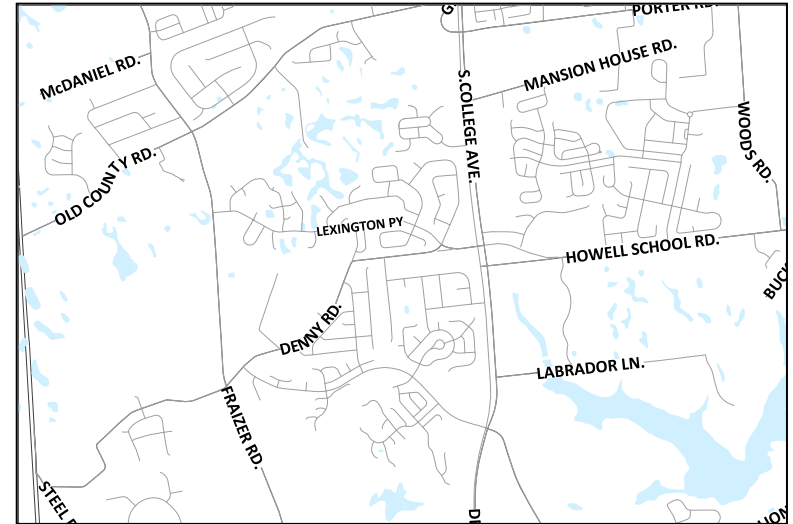 PORTER RD.
McDANIEL RD.
MANSION HOUSE RD.
S.COLLEGE AVE.
WOODS RD.
OLD COUNTY RD.
LEXINGTON PY
HOWELL SCHOOL RD.
DENNY RD.
LABRADOR LN.
FRAIZER RD.